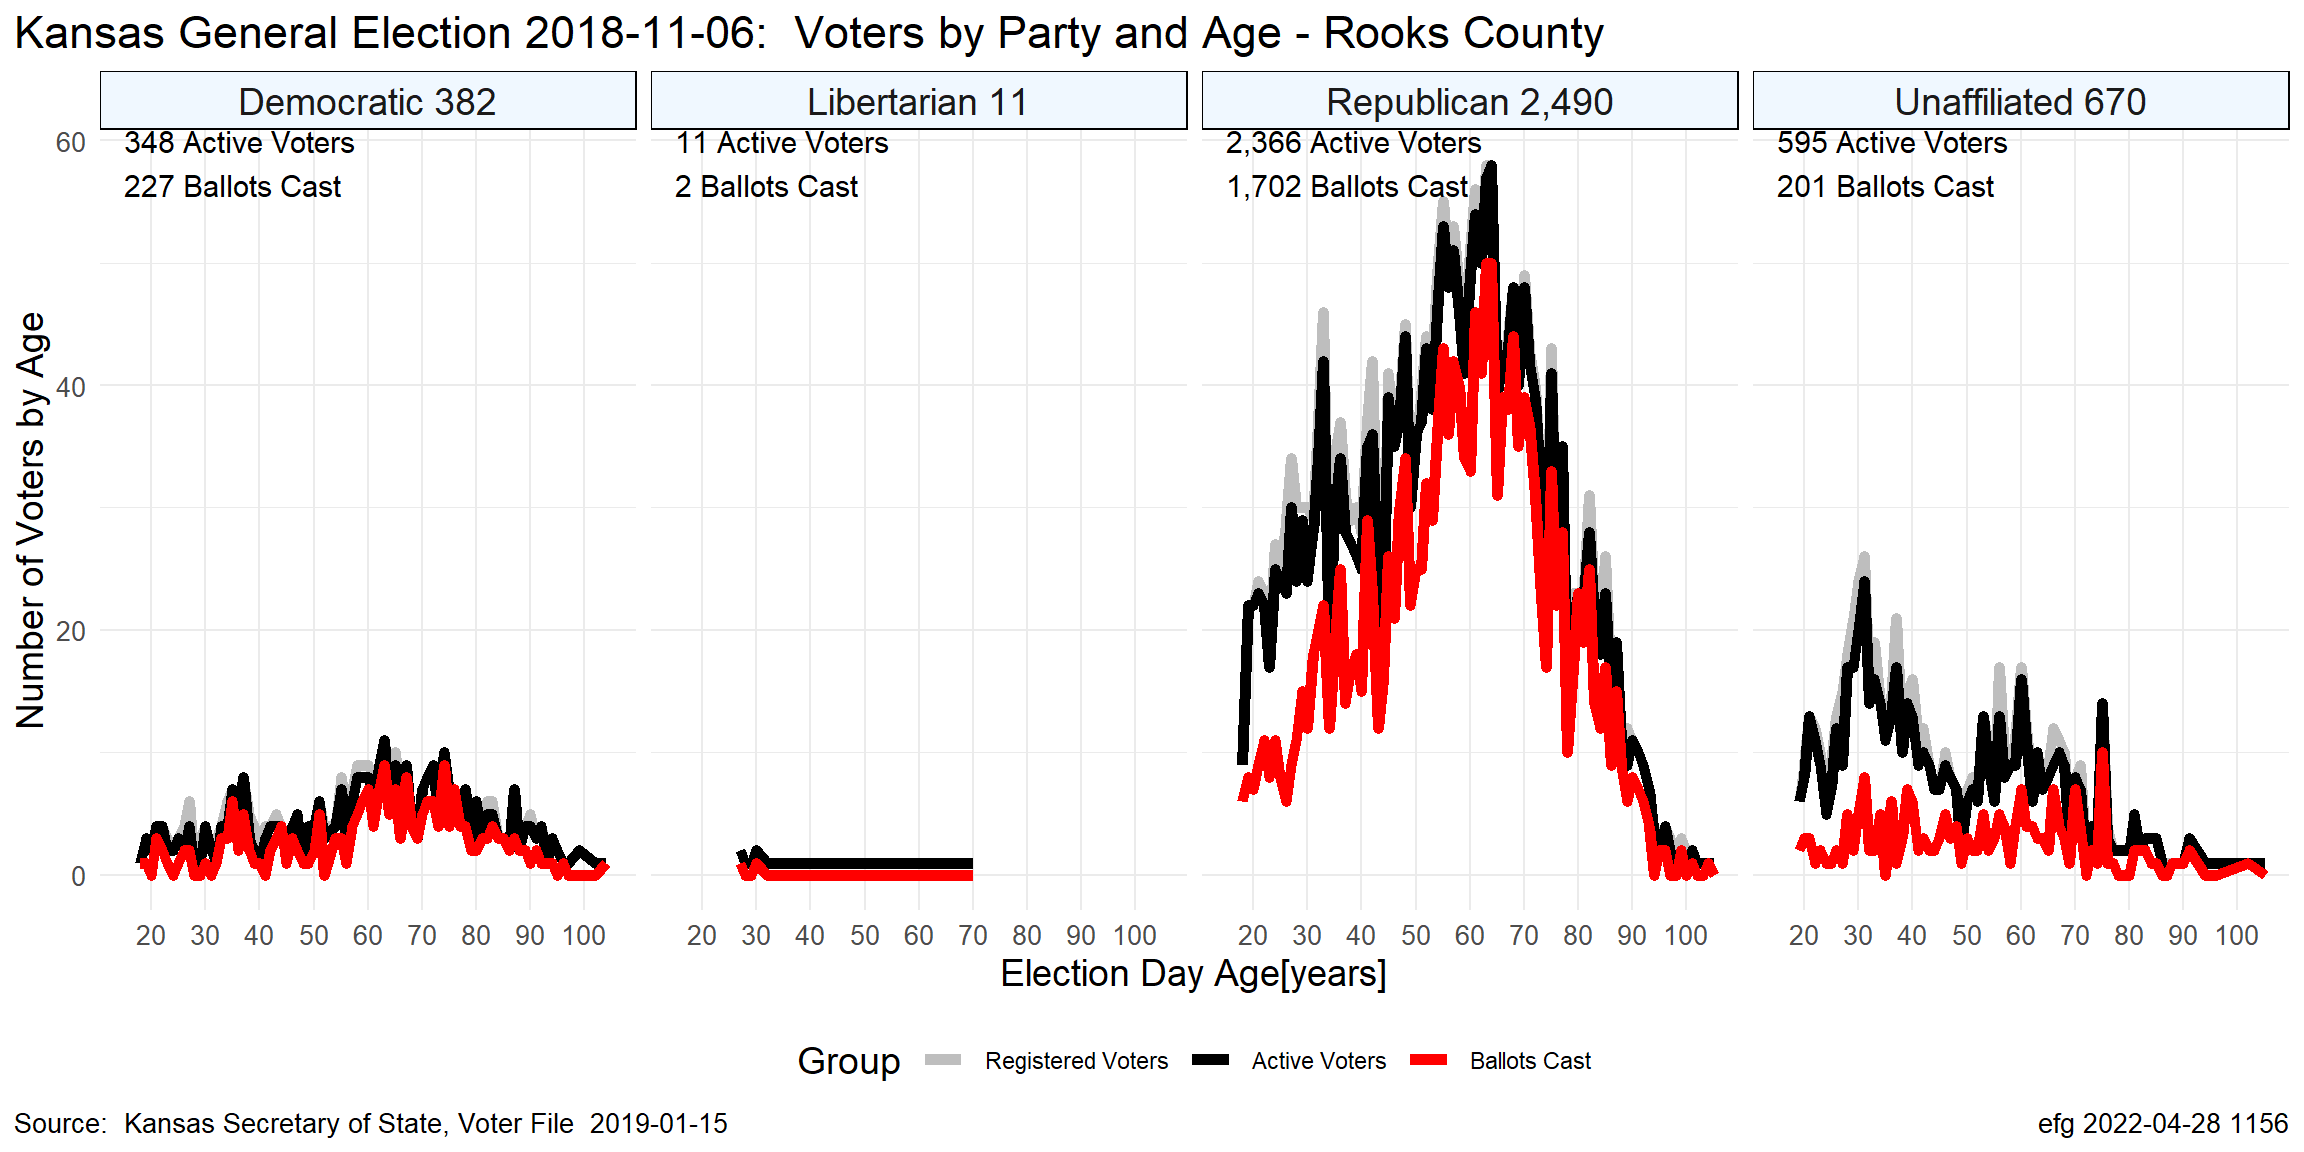 Kansas General Election 2018-11-06:  Voters by Party and Age - Rooks County
Democratic 382
Libertarian 11
Republican 2,490
Unaffiliated 670
348 Active Voters
227 Ballots Cast
11 Active Voters
2 Ballots Cast
2,366 Active Voters
1,702 Ballots Cast
595 Active Voters
201 Ballots Cast
Number of Voters by Age
60
40
20
0
20 30 40 50 60 70 80 90 100
20 30 40 50 60 70 80 90 100
20 30 40 50 60 70 80 90 100
20 30 40 50 60 70 80 90 100
Election Day Age[years]
Group Registered Voters Active Voters Ballots Cast
Source:  Kansas Secretary of State, Voter File  2019-01-15
efg 2022-04-28 1156